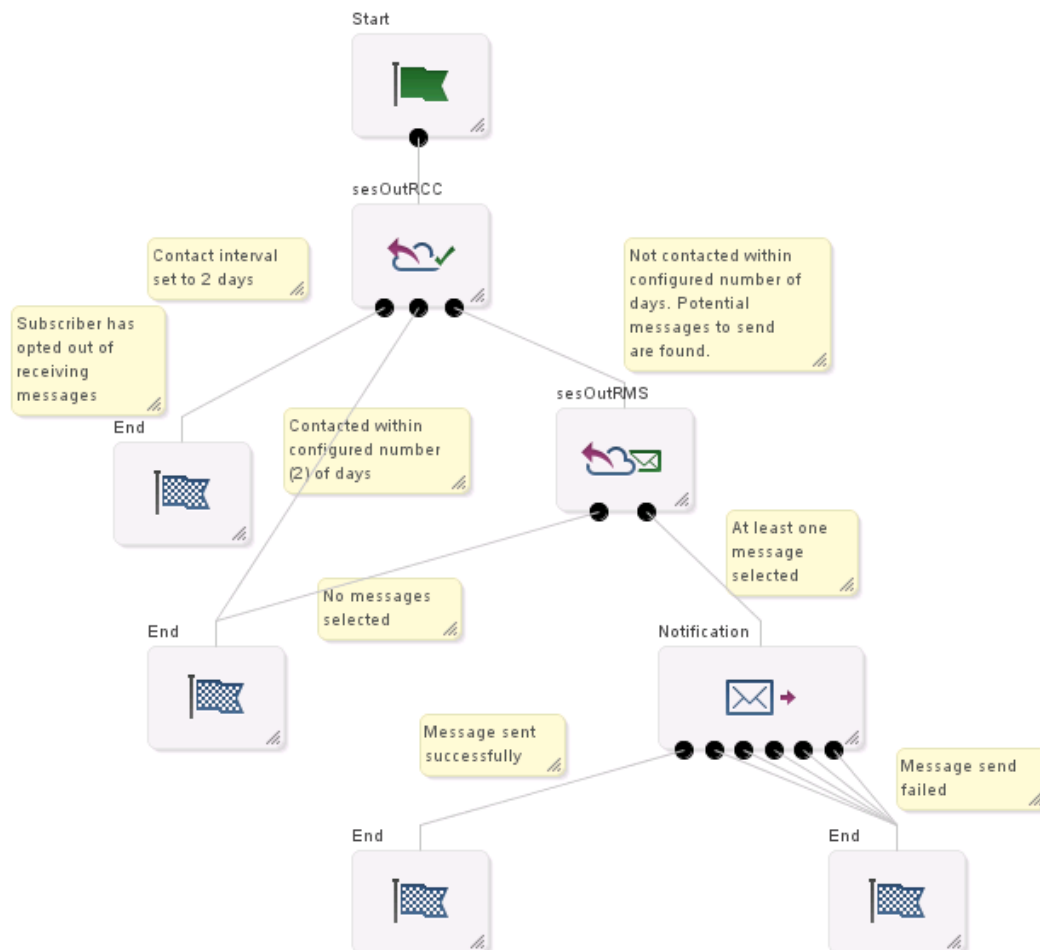 Start
sesOutRCC
Contact interval
set to 2 days
Not contacted within
configured number of
days. Potential
messages to send
are found.
Subscriber has
opted out of
receiving
messages
sesOutRMS
End
Contacted within
configured number
(2) of days
At least one
message
selected
No messages
selected
End
Notification
Message sent
successfully
Message send
failed
End
End